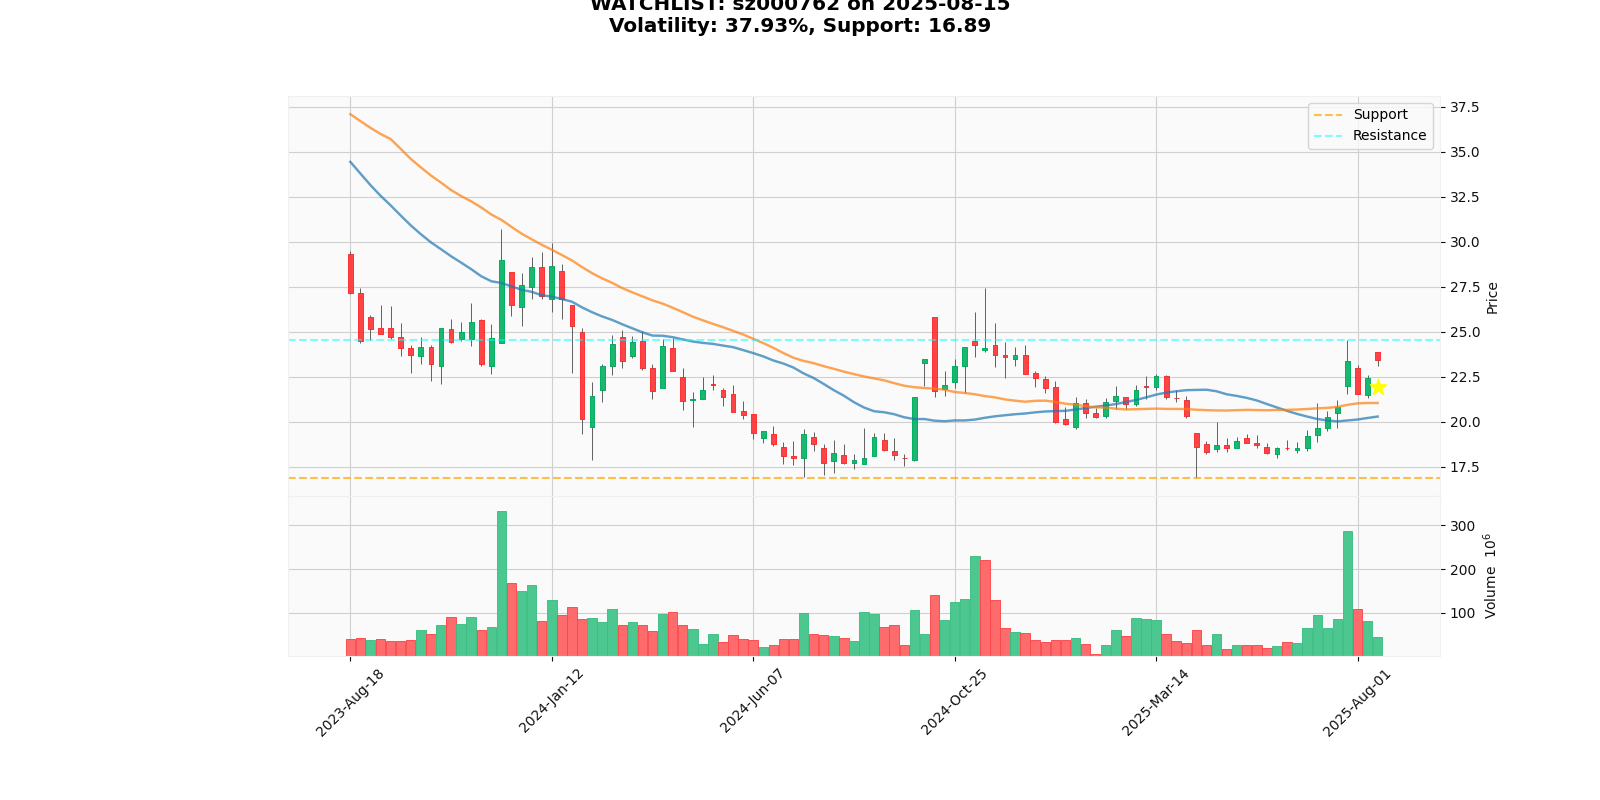 WATCHLIST: sz000762 on 2025-08-15
Volatility: 37.93%, Support: 16.89
Support
Resistance
37.5
35.0
32.5
30.0
27.5
25.0
22.5
20.0
17.5
Price
300
200
100
Volume 10^6
2023-Aug-18
2024-Jan-12
2024-Jun-07
2024-Oct-25
2025-Mar-14
2025-Aug-01